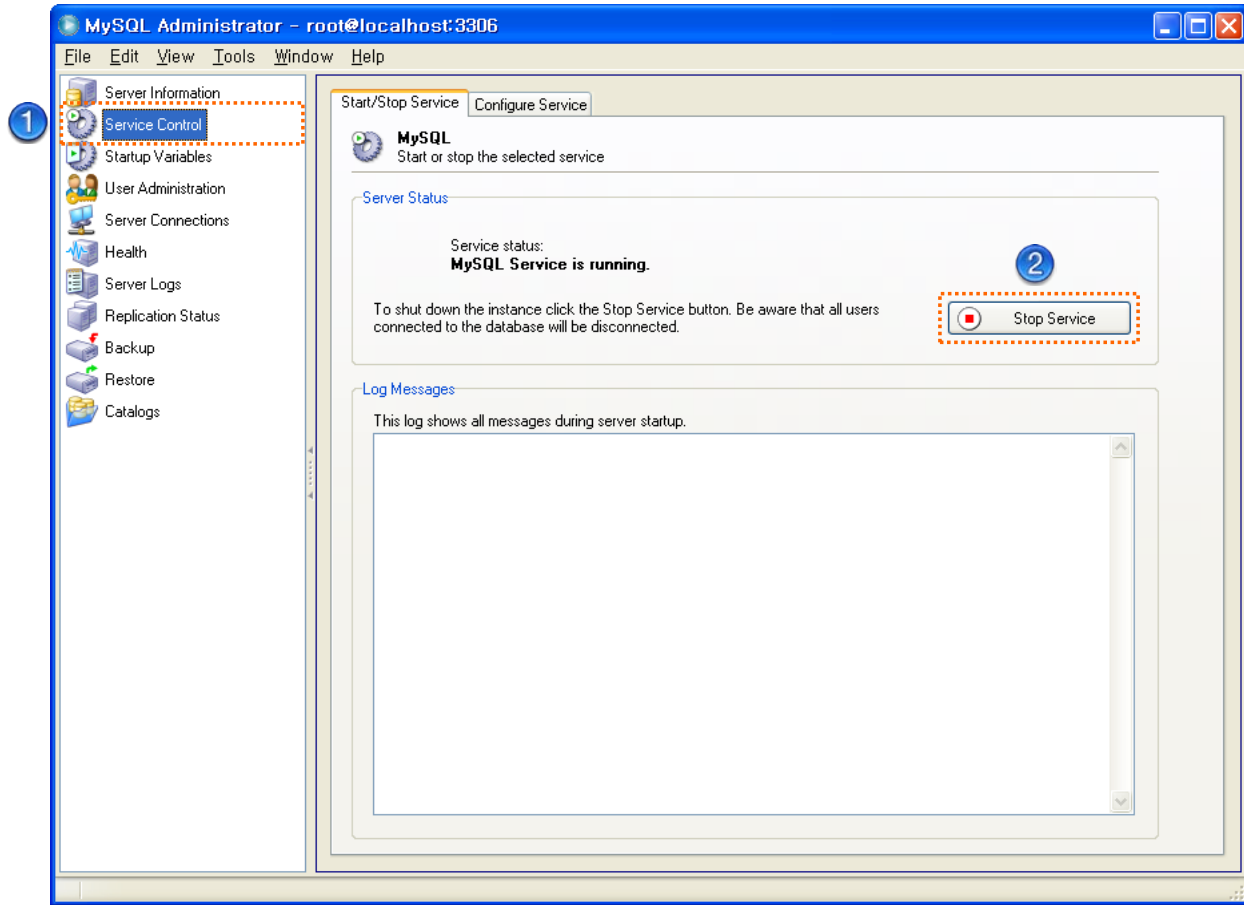 MySQL Administrator - root@localhost:3306
File Edit View Tools Window Help
1
Server Information
Service Control
Startup Variables
User Administration
Server Connections
Health
Server Logs
Replication Status
Backup
Restore
Catalogs
Start/Stop Service Configure Service
MySQL
Start or stop the selected service
Server Status
Service status:
MySQL Service is running.
2
To shut down the instance click the Stop Service button. Be aware that all users
connected to the database will be disconnected.
Stop Service
Log Messages
This log shows all messages during server startup.